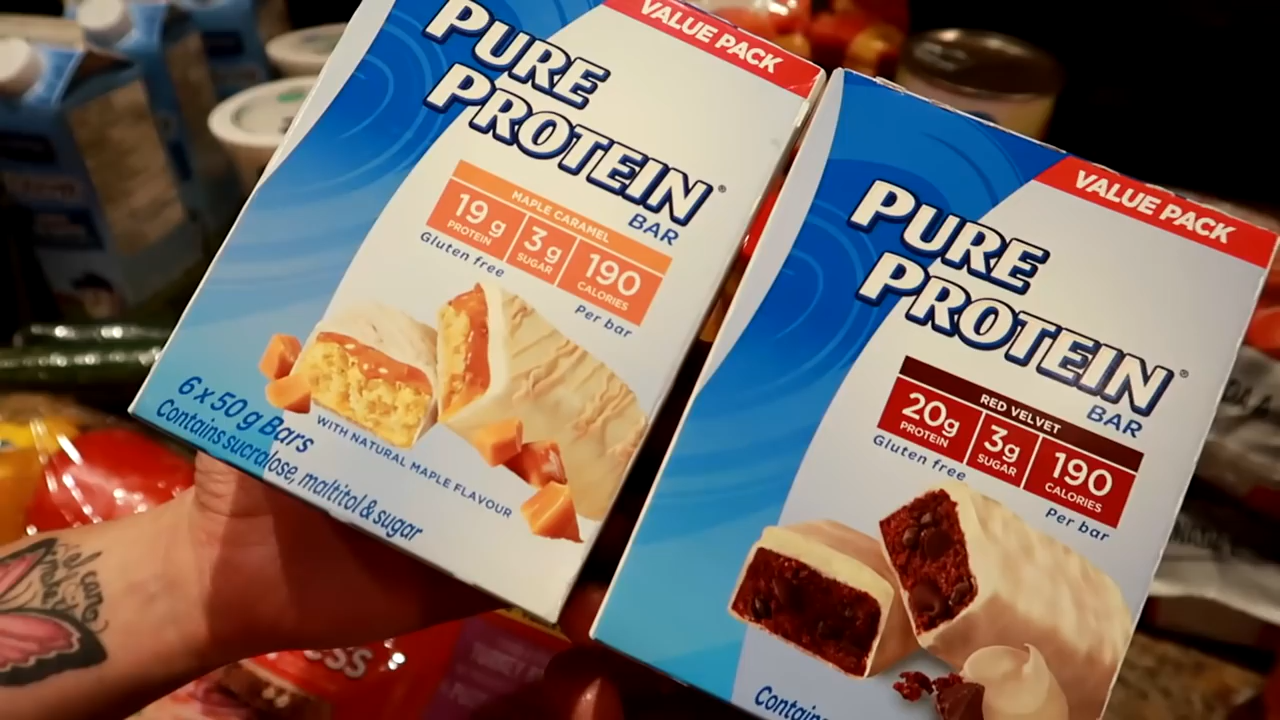 VALUE PACK
PURE
PROTEIN®
BAR
MAPLE CARAMEL
19 g PROTEIN
3g SUGAR
190 CALORIES
Gluten free
Per bar
6 x 50 g Bars
Contains sucralose, maltitol & sugar
WITH NATURAL MAPLE FLAVOUR
VALUE PACK
PURE
PROTEIN®
BAR
RED VELVET
20g PROTEIN
3g SUGAR
190 CALORIES
Gluten free
Per bar